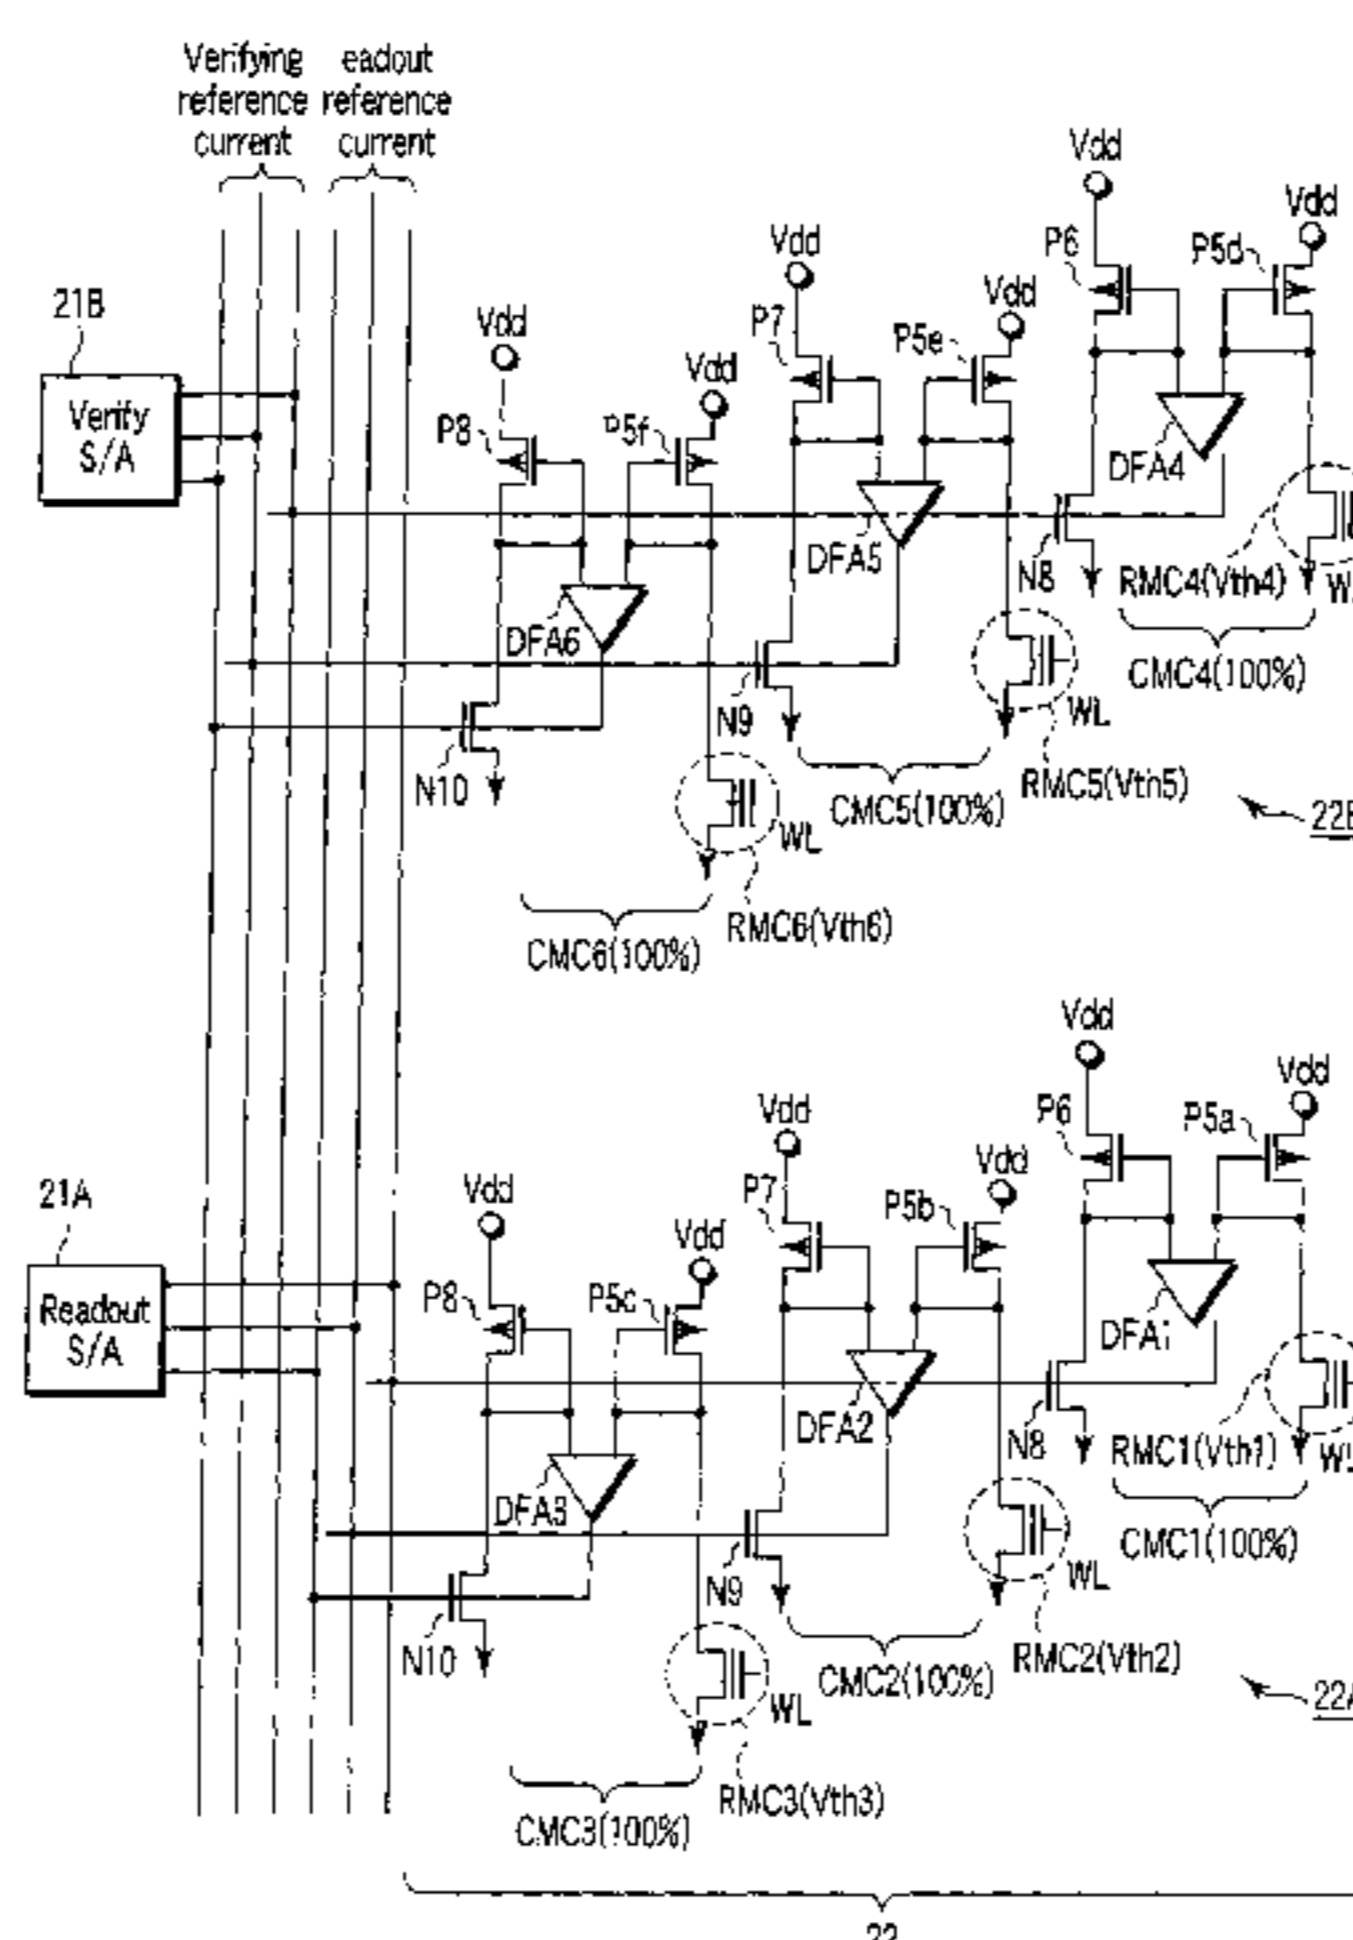 Verifying
reference
current
eadout
reference
current
Vdd
Vdd
P6
P5d
Vdd
Vdd
P7
P5e
21B
Vdd
Vdd
P8
P5f
Verify
S/A
DFA4
DFA5
N8
RMC4(Vth4)
DFA6
CMC4(100%)
N9
WL
N10
RMC5(Vth5)
CMC5(100%)
WL
RMC6(Vth6)
CMC6(100%)
Vdd
Vdd
P6
P5a
Vdd
Vdd
P7
P5b
21A
Vdd
Vdd
P8
P5c
Readout
S/A
DFA1
DFA2
N8
RMC1(Vth1)
DFA3
CMC1(100%)
N9
WL
N10
RMC2(Vth2)
CMC2(100%)
22A
WL
RMC3(Vth3)
CMC3(100%)